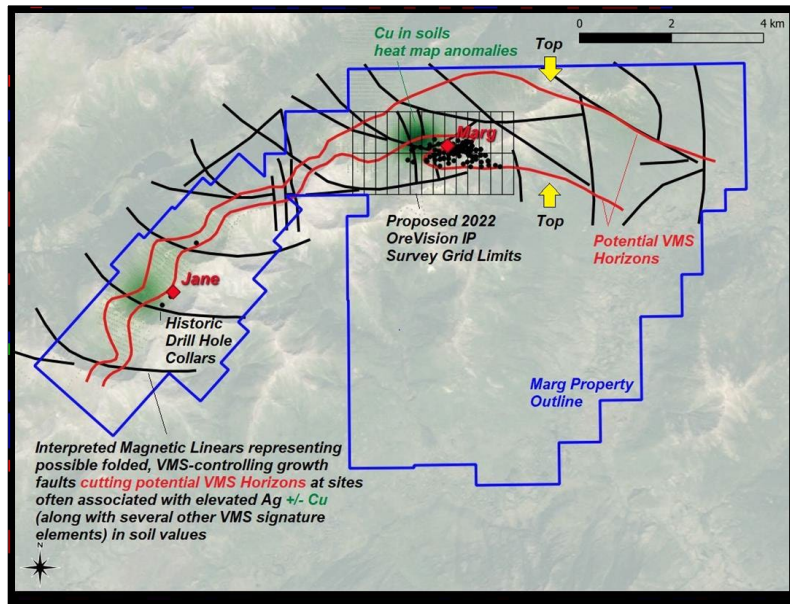 Cu in soils
heat map anomalies
Top
0 2 4 km
Marg
Proposed 2022
OreVision IP
Survey Grid Limits
Top
Potential VMS
Horizons
Jane
Historic
Drill Hole
Collars
Marg Property
Outline
Interpreted Magnetic Linears representing
possible folded, VMS-controlling growth
faults cutting potential VMS Horizons at sites
often associated with elevated Ag +/- Cu
(along with several other VMS signature
elements) in soil values
N